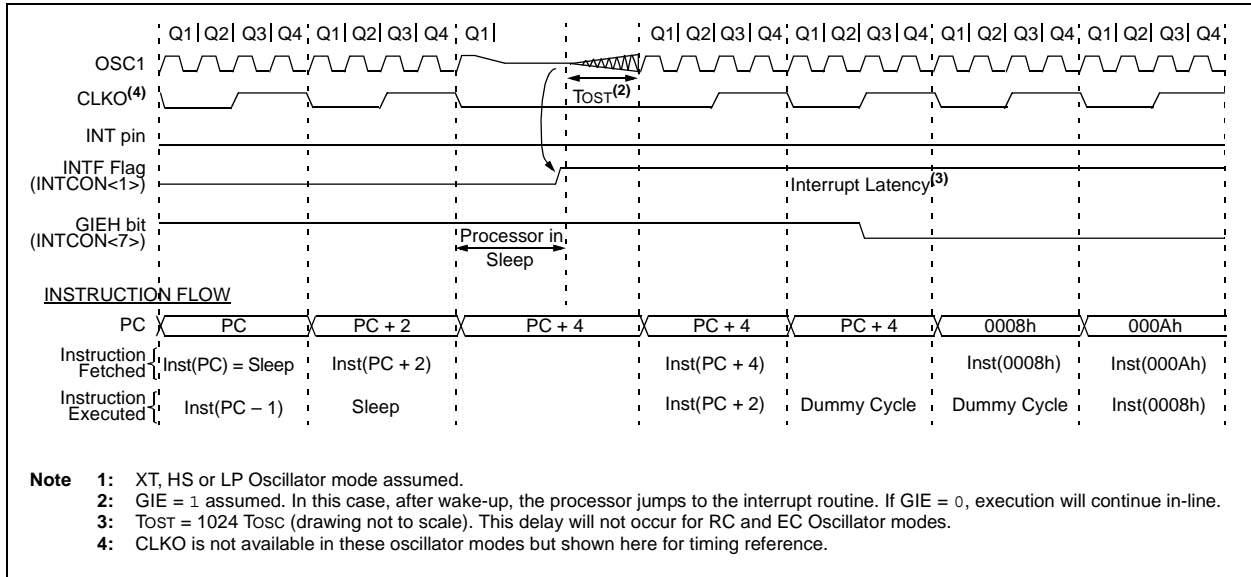 Q1 Q2 Q3 Q4 Q1 Q2 Q3 Q4 Q1 Q1 Q2 Q3 Q4 Q1 Q2 Q3 Q4 Q1 Q2 Q3 Q4 Q1 Q2 Q3 Q4
OSC1
CLKO(4)
TOST(2)
INT pin
INTF Flag
(INTCON<1>)
Interrupt Latency(3)
GIEH bit
(INTCON<7>)
Processor in
Sleep
INSTRUCTION FLOW
PC PC PC + 2 PC + 4 PC + 4 PC + 4 0008h 000Ah
Instruction
Fetched
Inst(PC) = Sleep Inst(PC + 2) Inst(PC + 4) Inst(0008h) Inst(000Ah)
Instruction
Executed
Inst(PC – 1) Sleep Inst(PC + 2) Dummy Cycle Dummy Cycle Inst(0008h)
Note 1: XT, HS or LP Oscillator mode assumed.
2: GIE = 1 assumed. In this case, after wake-up, the processor jumps to the interrupt routine. If GIE = 0, execution will continue in-line.
3: TOST = 1024 TOSC (drawing not to scale). This delay will not occur for RC and EC Oscillator modes.
4: CLKO is not available in these oscillator modes but shown here for timing reference.